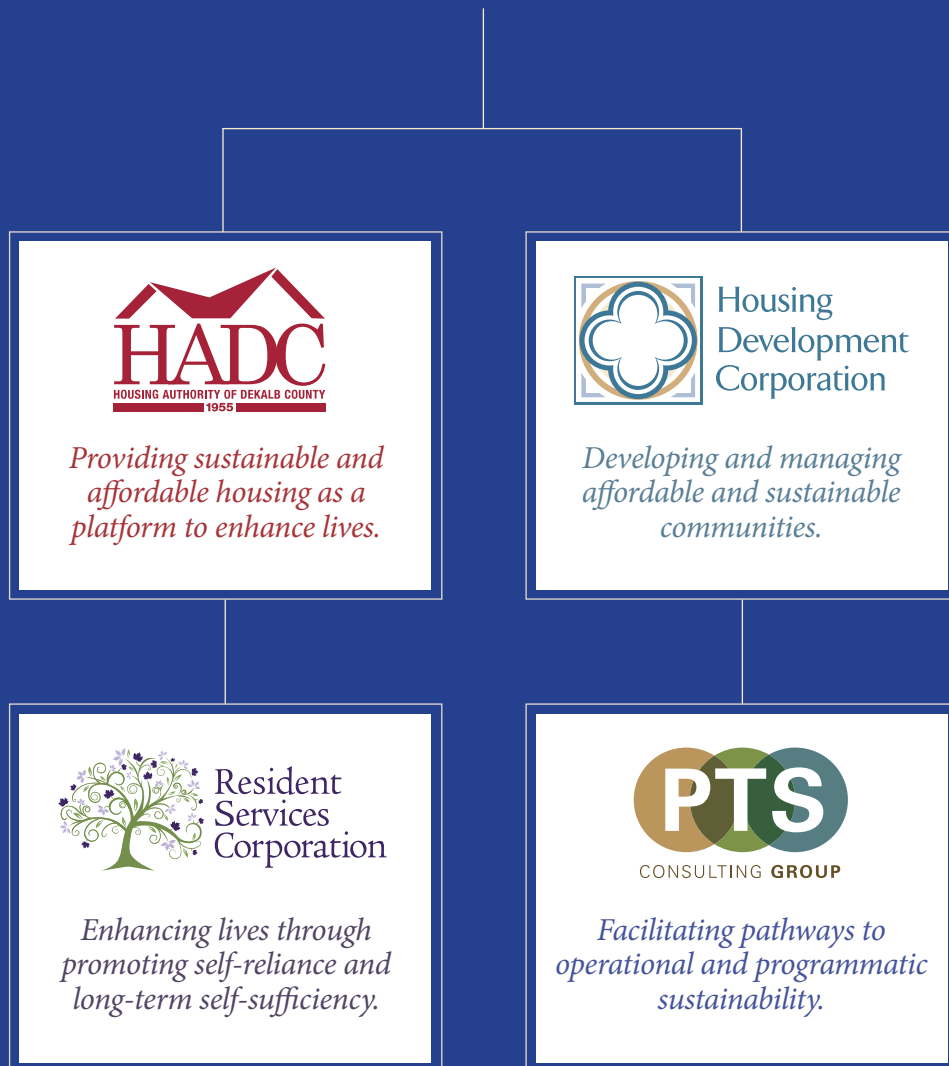 HADC
HOUSING AUTHORITY OF DEKALB COUNTY
1955
Providing sustainable and
affordable housing as a
platform to enhance lives.
Housing
Development
Corporation
Developing and managing
affordable and sustainable
communities.
Resident
Services
Corporation
Enhancing lives through
promoting self-reliance and
long-term self-sufficiency.
PTS
CONSULTING GROUP
Facilitating pathways to
operational and programmatic
sustainability.